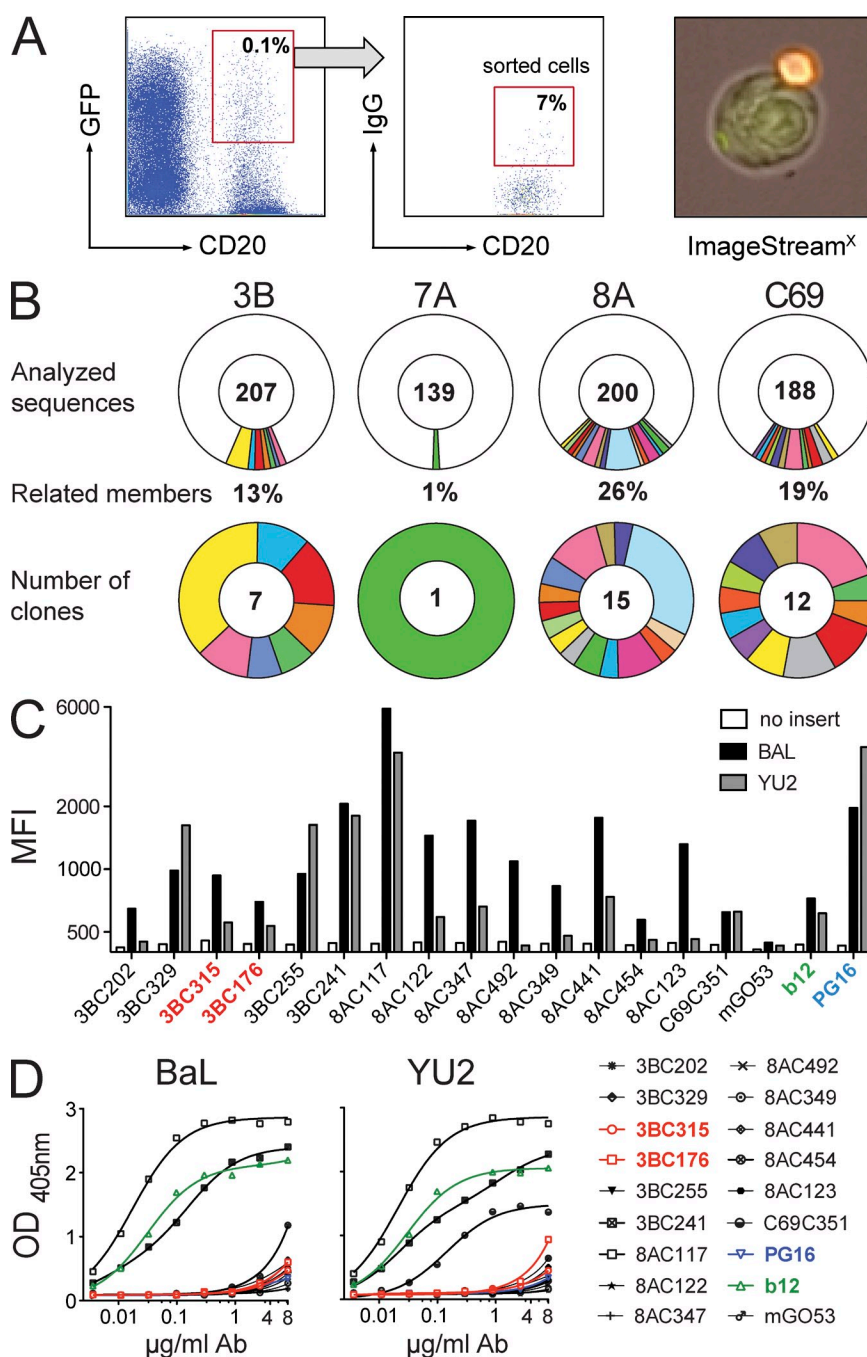 A
GFP
0.1%
CD20
IgG
sorted cells
7%
CD20
ImageStreamˣ
B
3B 7A 8A C69
Analyzed sequences
207 139 200 188
Related members 13% 1% 26% 19%
Number of clones
7 1 15 12
C
MFI
6000
2000
1000
500
no insert
BAL
YU2
3BC202 3BC329 3BC315 3BC176 3BC255 3BC241 8AC117 8AC122 8AC347 8AC492 8AC349 8AC441 8AC454 8AC123 C69C351 mGO53 b12 PG16
D
BaL YU2
OD 405nm
3
2
1
0
0.01 0.1 1 4 8
µg/ml Ab
0.01 0.1 1 4 8
µg/ml Ab
3BC202 8AC492
3BC329 8AC349
3BC315 8AC441
3BC176 8AC454
3BC255 8AC123
3BC241 C69C351
8AC117 PG16
8AC122 b12
8AC347 mGO53